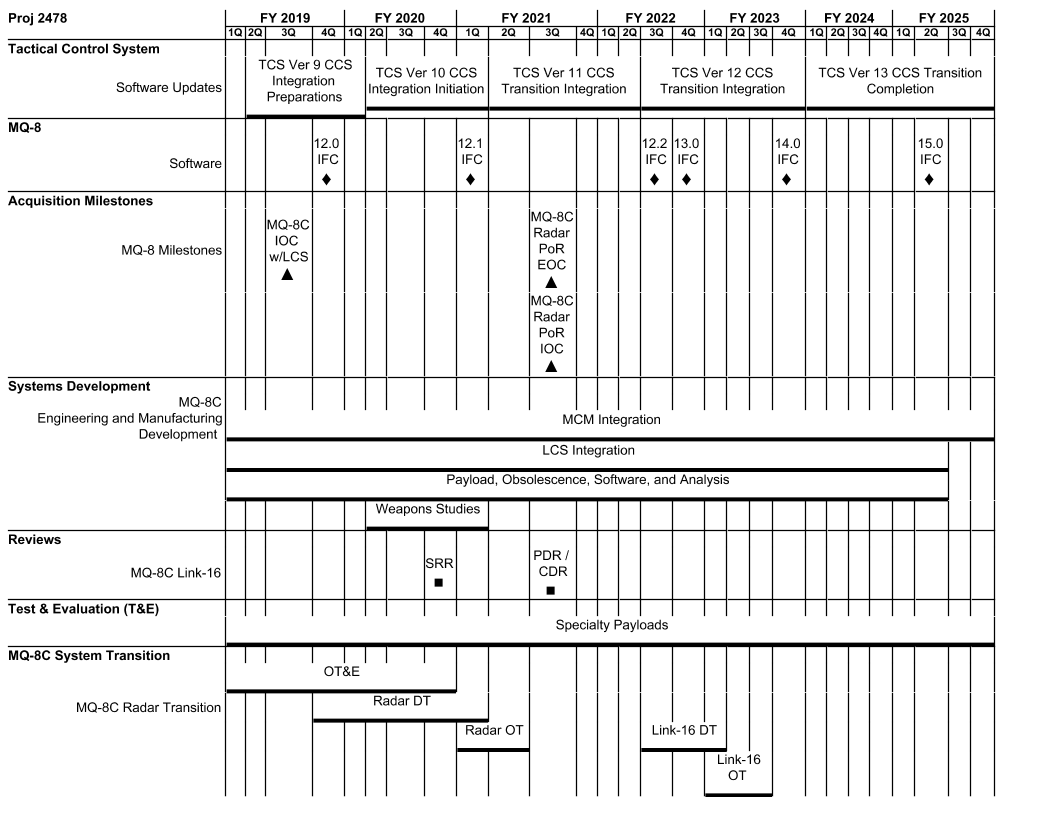 Proj 2478 FY 2019 FY 2020 FY 2021 FY 2022 FY 2023 FY 2024 FY 2025
1Q 2Q 3Q 4Q 1Q 2Q 3Q 4Q 1Q 2Q 3Q 4Q 1Q 2Q 3Q 4Q 1Q 2Q 3Q 4Q 1Q 2Q 3Q 4Q 1Q 2Q 3Q 4Q
Tactical Control System
Software Updates
TCS Ver 9 CCS
Integration
Preparations
TCS Ver 10 CCS
Integration Initiation
TCS Ver 11 CCS
Transition Integration
TCS Ver 12 CCS
Transition Integration
TCS Ver 13 CCS Transition
Completion
MQ-8
Software
12.0
IFC
12.1
IFC
12.2
IFC
13.0
IFC
14.0
IFC
15.0
IFC
Acquisition Milestones
MQ-8 Milestones
MQ-8C
IOC
w/LCS
MQ-8C
Radar
PoR
EOC
MQ-8C
Radar
PoR
IOC
Systems Development
MQ-8C
Engineering and Manufacturing
Development
MCM Integration
LCS Integration
Payload, Obsolescence, Software, and Analysis
Weapons Studies
Reviews
MQ-8C Link-16
SRR
PDR /
CDR
Test & Evaluation (T&E)
Specialty Payloads
MQ-8C System Transition
OT&E
MQ-8C Radar Transition
Radar DT
Radar OT
Link-16 DT
Link-16
OT